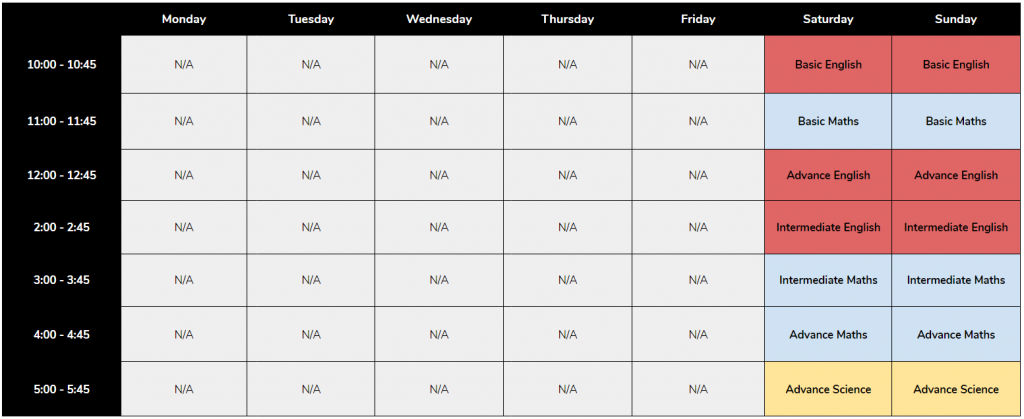 Monday Tuesday Wednesday Thursday Friday Saturday Sunday
10:00 - 10:45 N/A N/A N/A N/A N/A Basic English Basic English
11:00 - 11:45 N/A N/A N/A N/A N/A Basic Maths Basic Maths
12:00 - 12:45 N/A N/A N/A N/A N/A Advance English Advance English
2:00 - 2:45 N/A N/A N/A N/A N/A Intermediate English Intermediate English
3:00 - 3:45 N/A N/A N/A N/A N/A Intermediate Maths Intermediate Maths
4:00 - 4:45 N/A N/A N/A N/A N/A Advance Maths Advance Maths
5:00 - 5:45 N/A N/A N/A N/A N/A Advance Science Advance Science